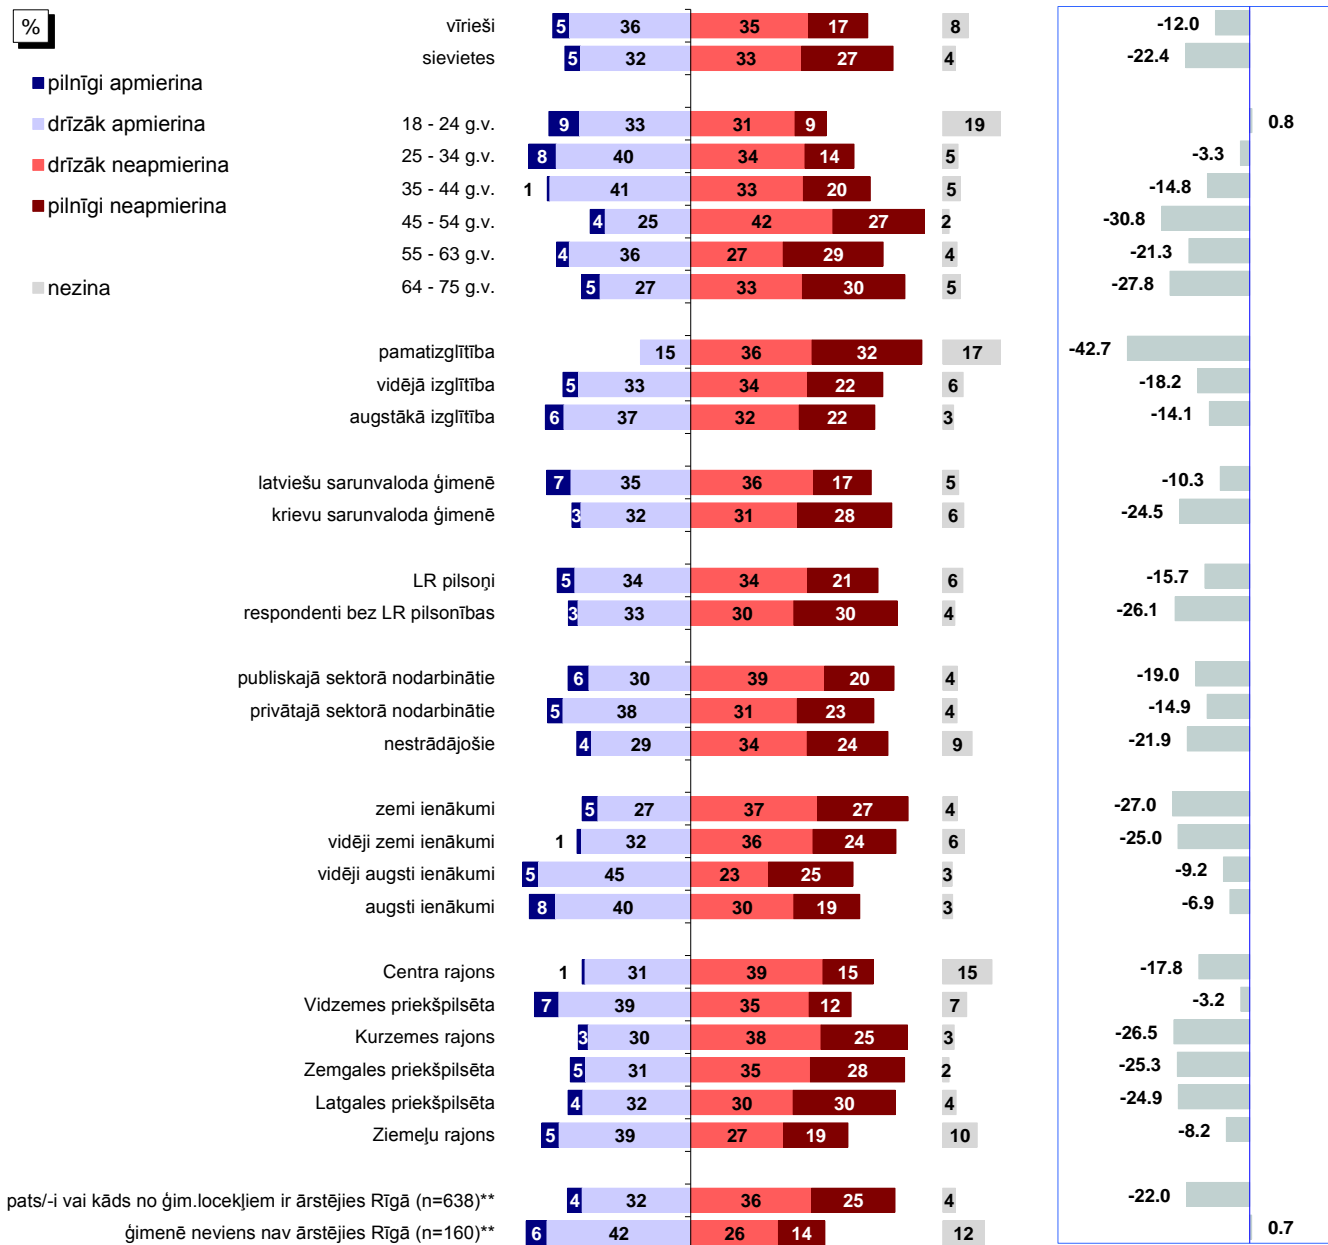 %
pilnīgi apmierina
drīzāk apmierina
drīzāk neapmierina
pilnīgi neapmierina
nezina
vīrieši 5 36 35 17 8 -12.0
sievietes 5 32 33 27 4 -22.4
18 - 24 g.v. 9 33 31 9 19 0.8
25 - 34 g.v. 8 40 34 14 5 -3.3
35 - 44 g.v. 1 41 33 20 5 -14.8
45 - 54 g.v. 4 25 42 27 2 -30.8
55 - 63 g.v. 4 36 27 29 4 -21.3
64 - 75 g.v. 5 27 33 30 5 -27.8
pamatizglītība 15 36 32 17 -42.7
vidējā izglītība 5 33 34 22 6 -18.2
augstākā izglītība 6 37 32 22 3 -14.1
latviešu sarunvaloda ģimenē 7 35 36 17 5 -10.3
krievu sarunvaloda ģimenē 3 32 31 28 6 -24.5
LR pilsoņi 5 34 34 21 6 -15.7
respondenti bez LR pilsonības 3 33 30 30 4 -26.1
publiskajā sektorā nodarbinātie 6 30 39 20 4 -19.0
privātajā sektorā nodarbinātie 5 38 31 23 4 -14.9
nestrādājošie 4 29 34 24 9 -21.9
zemi ienākumi 5 27 37 27 4 -27.0
vidēji zemi ienākumi 1 32 36 24 6 -25.0
vidēji augsti ienākumi 5 45 23 25 3 -9.2
augsti ienākumi 8 40 30 19 3 -6.9
Centra rajons 1 31 39 15 15 -17.8
Vidzemes priekšpilsēta 7 39 35 12 7 -3.2
Kurzemes rajons 3 30 38 25 3 -26.5
Zemgales priekšpilsēta 5 31 35 28 2 -25.3
Latgales priekšpilsēta 4 32 30 30 4 -24.9
Ziemeļu rajons 5 39 27 19 10 -8.2
pats/-i vai kāds no ģim.locekļiem ir ārstējies Rīgā (n=638)** 4 32 36 25 4 -22.0
ģimenē neviens nav ārstējies Rīgā (n=160)** 6 42 26 14 12 0.7